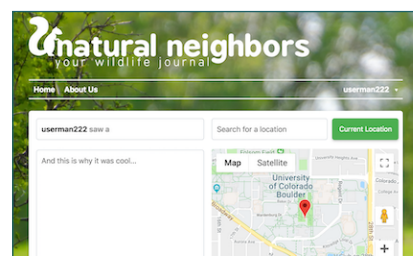 natural neighbors
your wildlife journal
Home About Us
userman222
userman222 saw a
Search for a location
Current Location
And this is why it was cool...
Map Satellite
University
of Colorado
Boulder